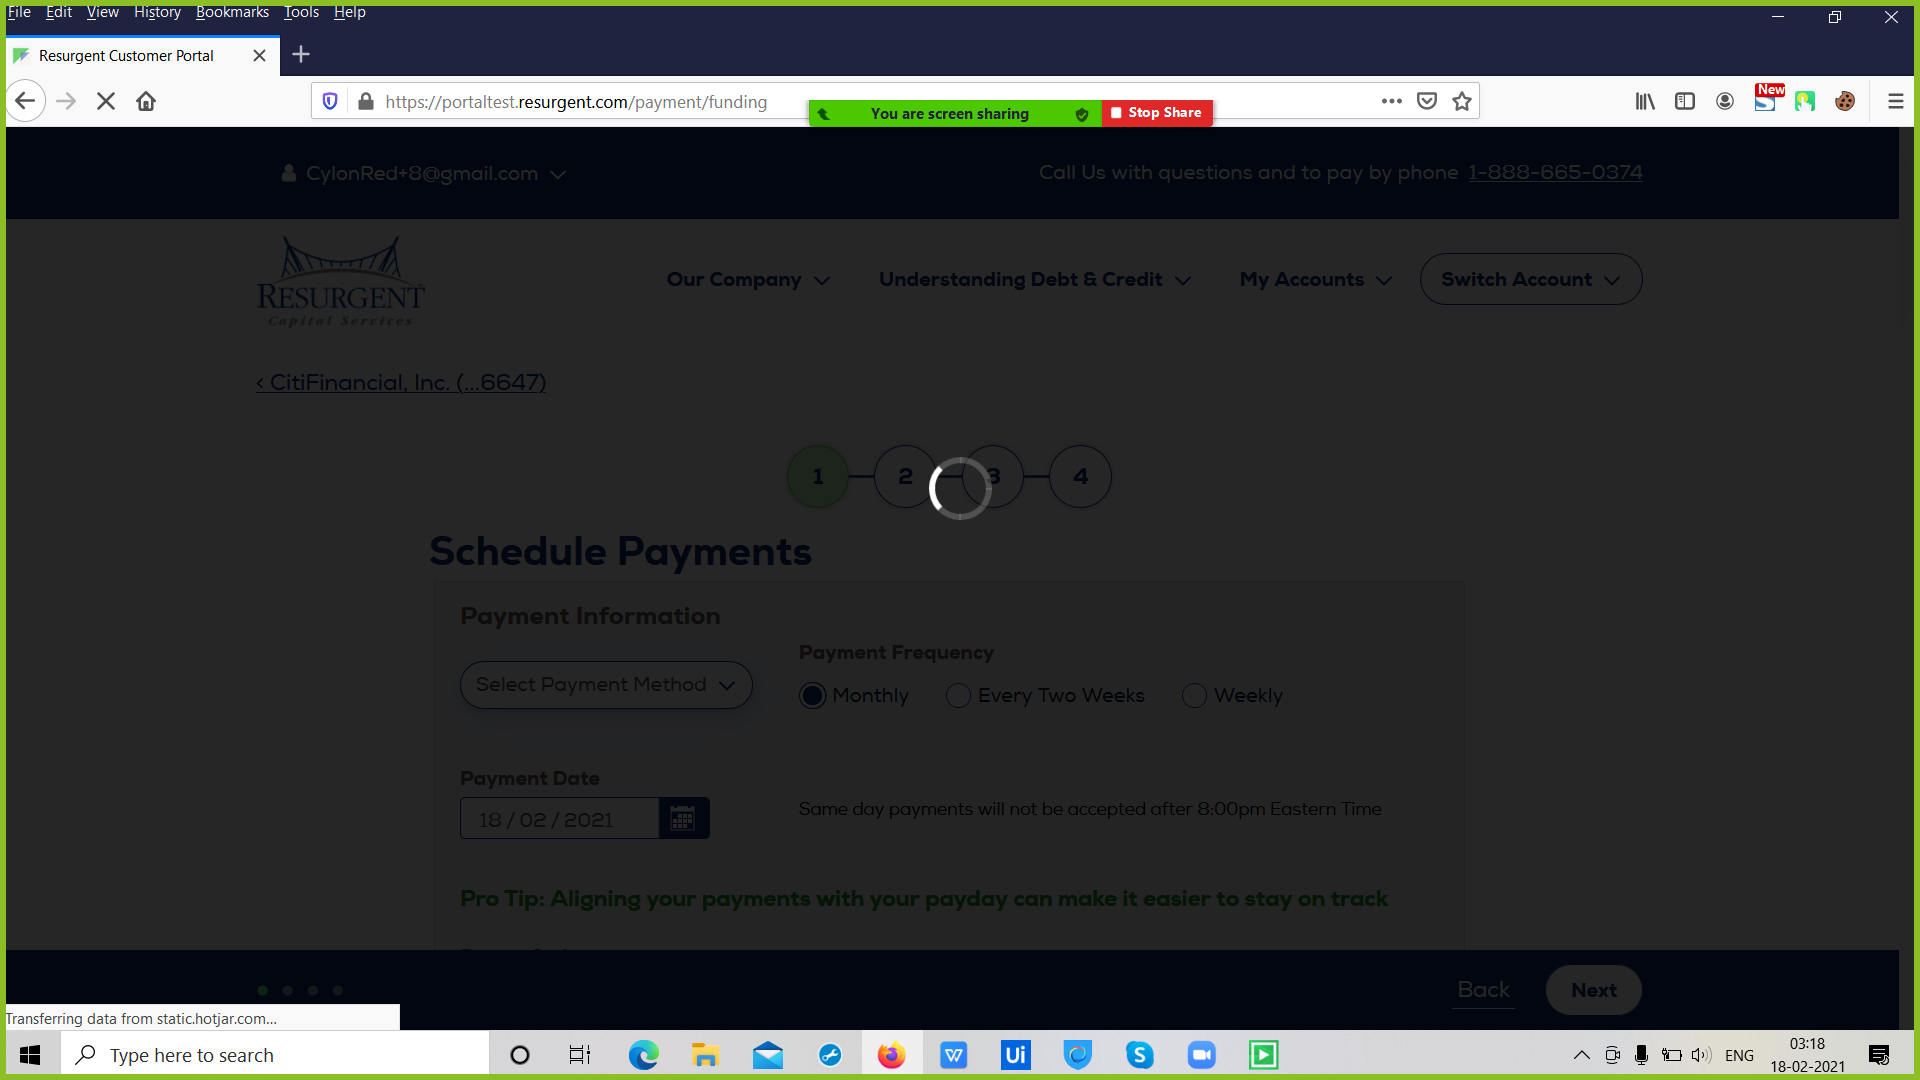 File Edit View History Bookmarks Tools Help
Resurgent Customer Portal
https://portaltest.resurgent.com/payment/funding
New
You are screen sharing
Stop Share
CylonRed+8@gmail.com
Call Us with questions and to pay by phone 1-888-665-0374
RESURGENT
Capital Services
Our Company
Understanding Debt & Credit
My Accounts
Switch Account
< CitiFinancial, Inc. (...6647)
1 2 3 4
Schedule Payments
Payment Information
Payment Frequency
Select Payment Method
Monthly Every Two Weeks Weekly
Payment Date
18 / 02 / 2021
Same day payments will not be accepted after 8:00pm Eastern Time
Pro Tip: Aligning your payments with your payday can make it easier to stay on track
Back
Next
Transferring data from static.hotjar.com...
Type here to search
ENG
03:18
18-02-2021